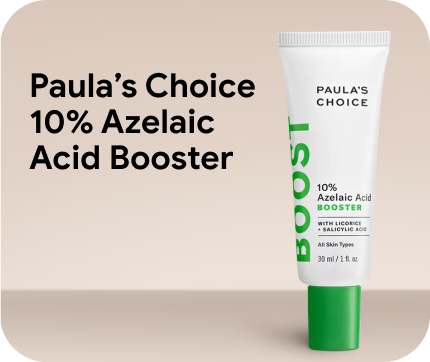 Paula's Choice
10% Azelaic
Acid Booster
PAULA'S
CHOICE
BOOST
10%
Azelaic Acid
BOOSTER
WITH LICORICE
+ SALICYLIC ACID
All Skin Types
30 ml / 1 fl. oz.